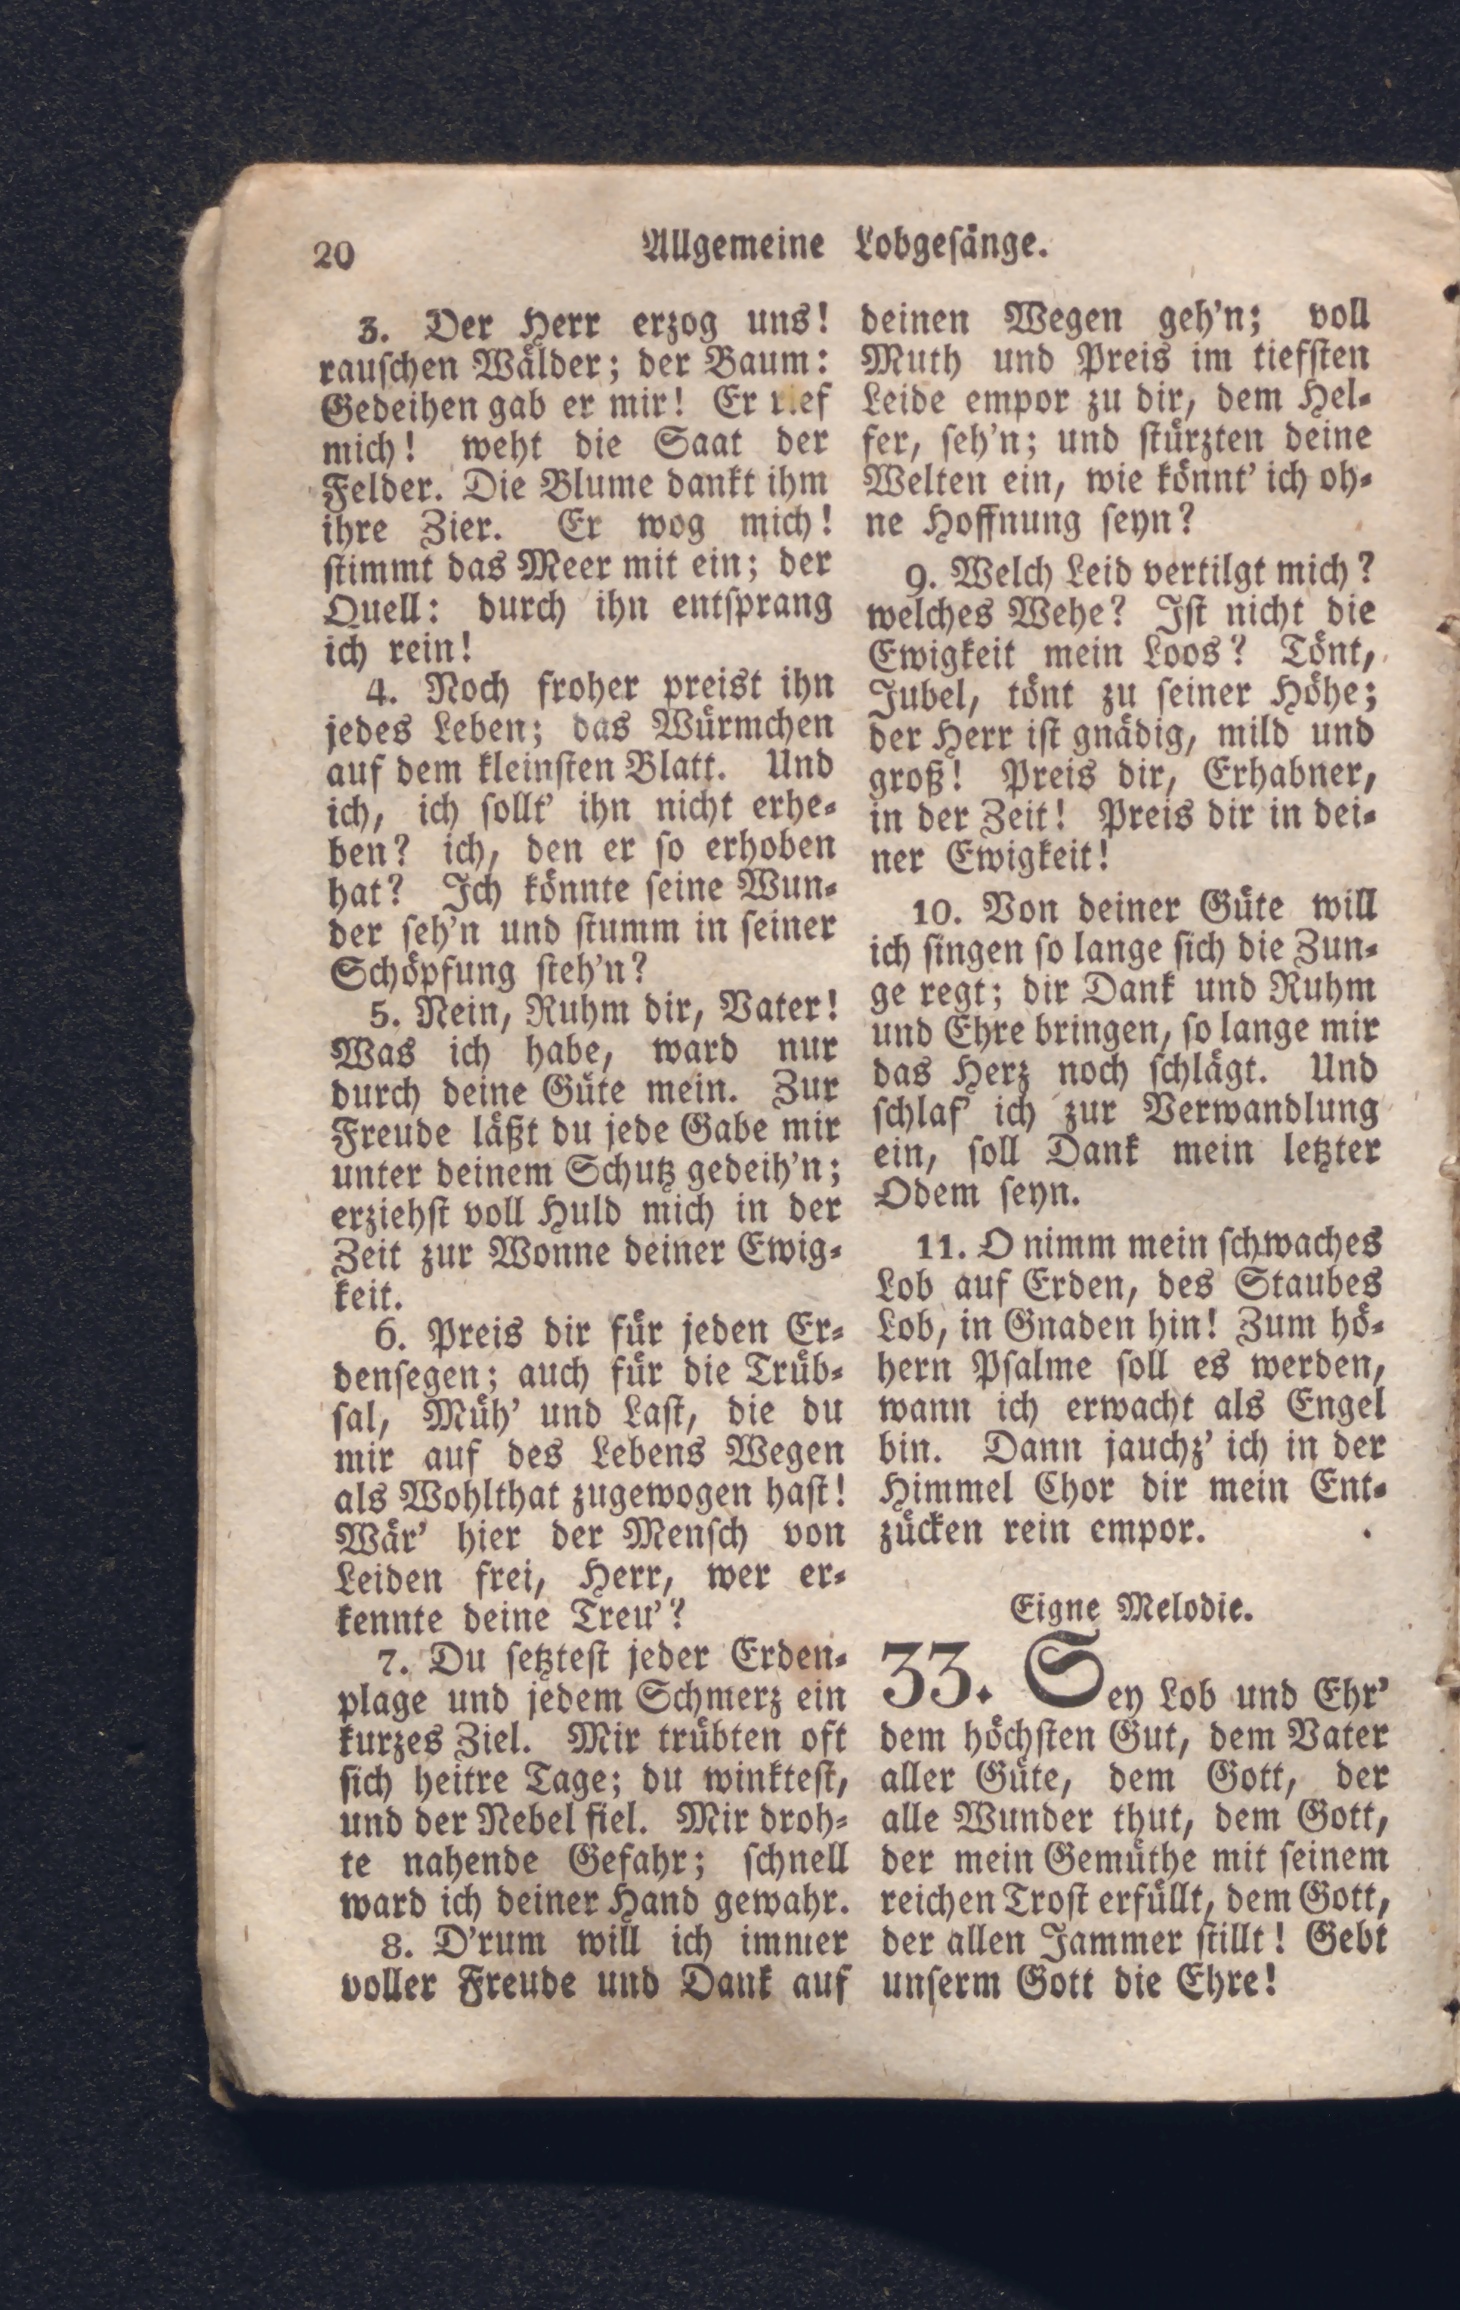 20
Allgemeine Lobgesänge.
3. Der Herr erzog uns!
rauschen Wälder; der Baum:
Gedeihen gab er mir! Er rief
mich! weht die Saat der
Felder. Die Blume dankt ihm
ihre Zier. Er wog mich!
stimmt das Meer mit ein; der
Quell: durch ihn entsprang
ich rein!
4. Noch froher preist ihn
jedes Leben; das Würmchen
auf dem kleinsten Blatt. Und
ich, ich sollt' ihn nicht erhe-
ben? ich, den er so erhoben
hat? Ich könnte seine Wun-
der seh'n und stumm in seiner
Schöpfung steh'n?
5. Nein, Ruhm dir, Vater!
Was ich habe, ward nur
durch deine Güte mein. Zur
Freude läßt du jede Gabe mir
unter deinem Schutz gedeih'n;
erziehst voll Huld mich in der
Zeit zur Wonne deiner Ewig-
keit.
6. Preis dir für jeden Er-
densegen; auch für die Trüb-
sal, Müh' und Last, die du
mir auf des Lebens Wegen
als Wohlthat zugewogen hast!
Wär' hier der Mensch von
Leiden frei, Herr, wer er-
kennte deine Treu'?
7. Du setztest jeder Erden-
plage und jedem Schmerz ein
kurzes Ziel. Mir trübten oft
sich heitre Tage; du winktest,
und der Nebel fiel. Mir droh-
te nahende Gefahr; schnell
ward ich deiner Hand gewahr.
8. D'rum will ich immer
voller Freude und Dank auf
deinen Wegen geh'n; voll
Muth und Preis im tiefsten
Leide empor zu dir, dem Hel-
fer, seh'n; und stürzten deine
Welten ein, wie könnt' ich oh-
ne Hoffnung seyn?
9. Welch Leid vertilgt mich?
welches Wehe? Ist nicht die
Ewigkeit mein Loos? Tönt,
Jubel, tönt zu seiner Höhe;
der Herr ist gnädig, mild und
groß! Preis dir, Erhabner,
in der Zeit! Preis dir in dei-
ner Ewigkeit!
10. Von deiner Güte will
ich singen so lange sich die Zun-
ge regt; dir Dank und Ruhm
und Ehre bringen, so lange mir
das Herz noch schlägt. Und
schlaf' ich zur Verwandlung
ein, soll Dank mein letzter
Odem seyn.
11. O nimm mein schwaches
Lob auf Erden, des Staubes
Lob, in Gnaden hin! Zum hö-
hern Psalme soll es werden,
wann ich erwacht als Engel
bin. Dann jauchz' ich in der
Himmel Chor dir mein Ent-
zücken rein empor.
Eigne Melodie.
33. Sey Lob und Ehr'
dem höchsten Gut, dem Vater
aller Güte, dem Gott, der
alle Wunder thut, dem Gott,
der mein Gemüthe mit seinem
reichen Trost erfüllt, dem Gott,
der allen Jammer stillt! Gebt
unserm Gott die Ehre!